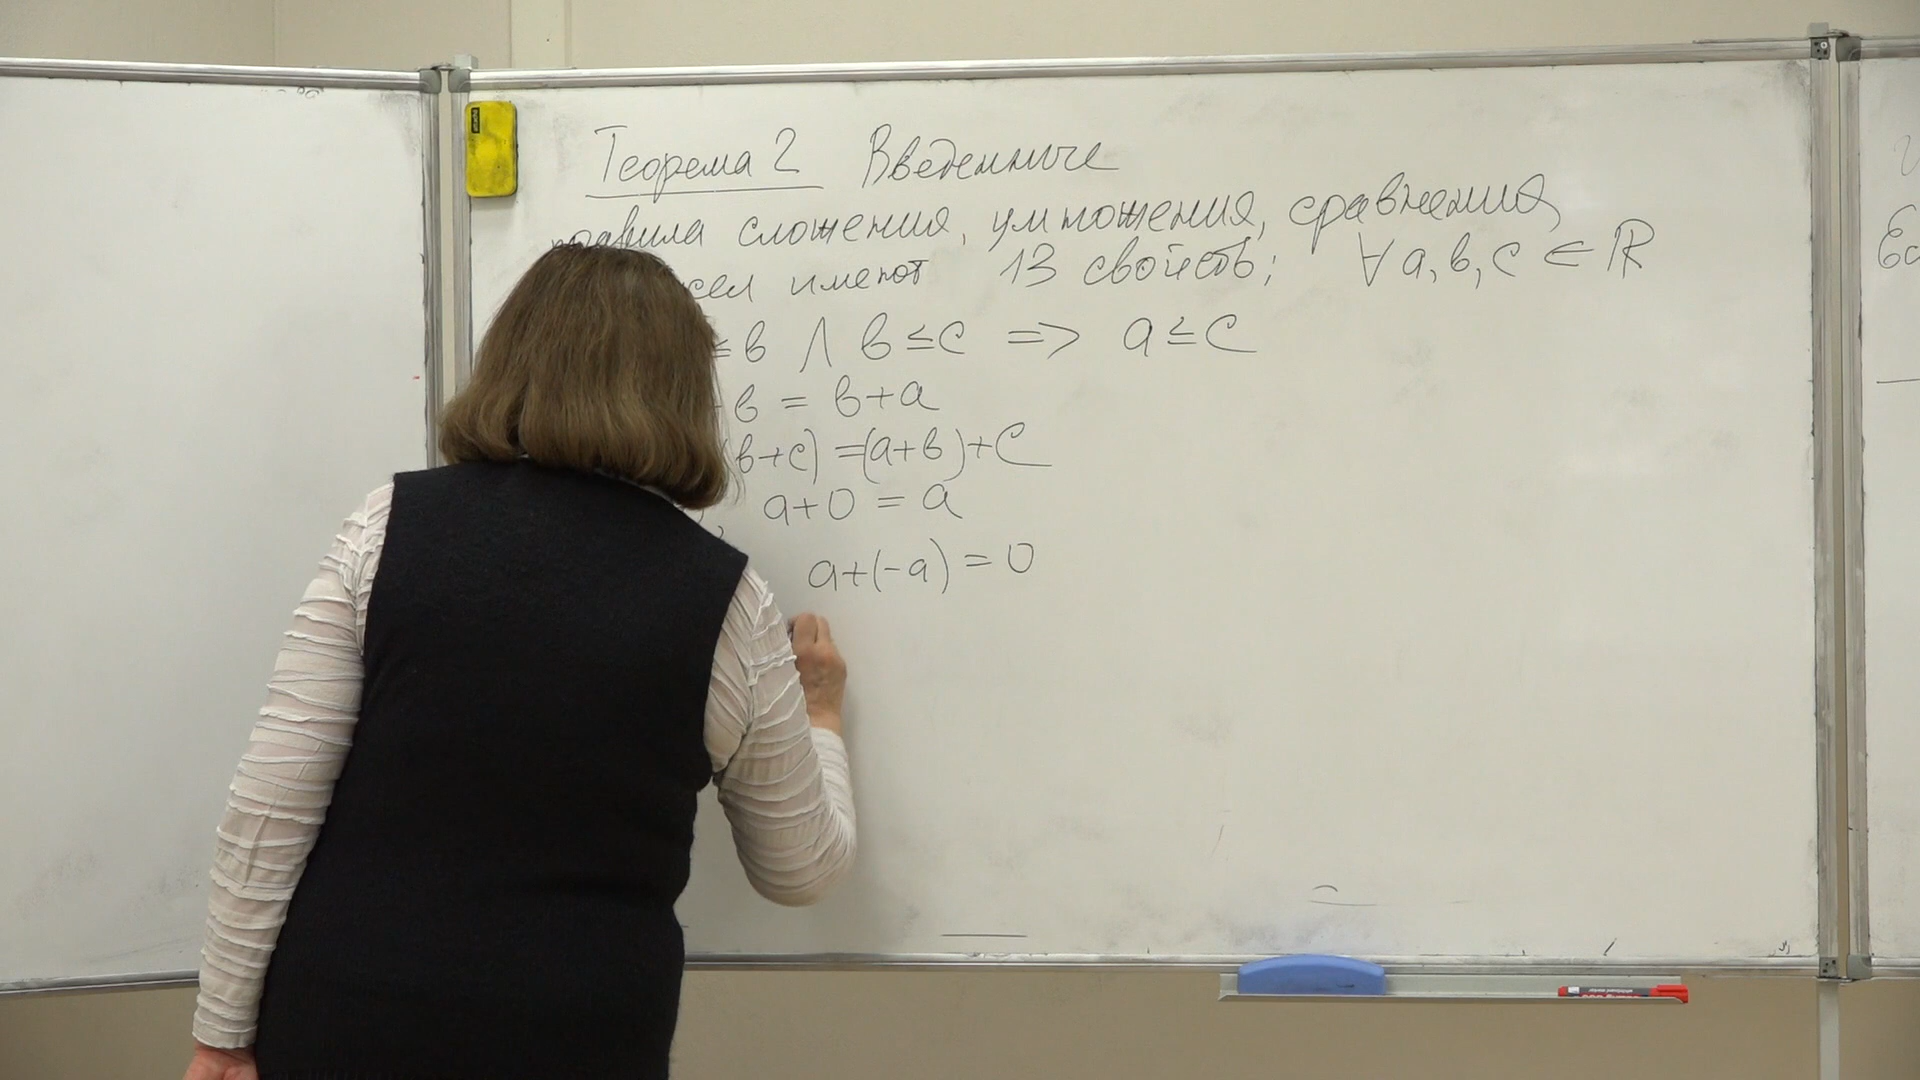 Теорема 2 Введенные
правила сложения, умножения, сравнения
имеют 13 свойств; ∀ a, b, c ∈ ℝ
≤ b ∧ b ≤ c => a ≤ c
b = b+a
(b+c) =(a+b)+c
a+0 = a
a+(-a) = 0